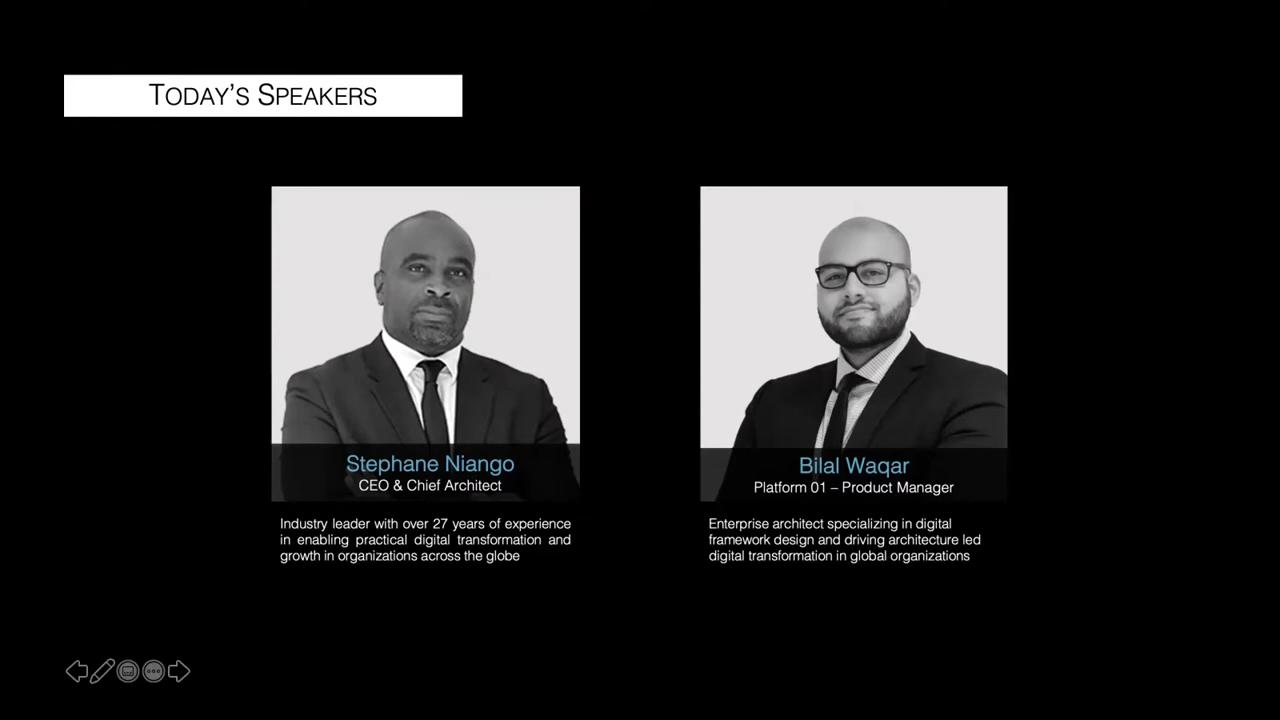 TODAY'S SPEAKERS
Stephane Niango
CEO & Chief Architect
Industry leader with over 27 years of experience
in enabling practical digital transformation and
growth in organizations across the globe
Bilal Waqar
Platform 01 – Product Manager
Enterprise architect specializing in digital
framework design and driving architecture led
digital transformation in global organizations